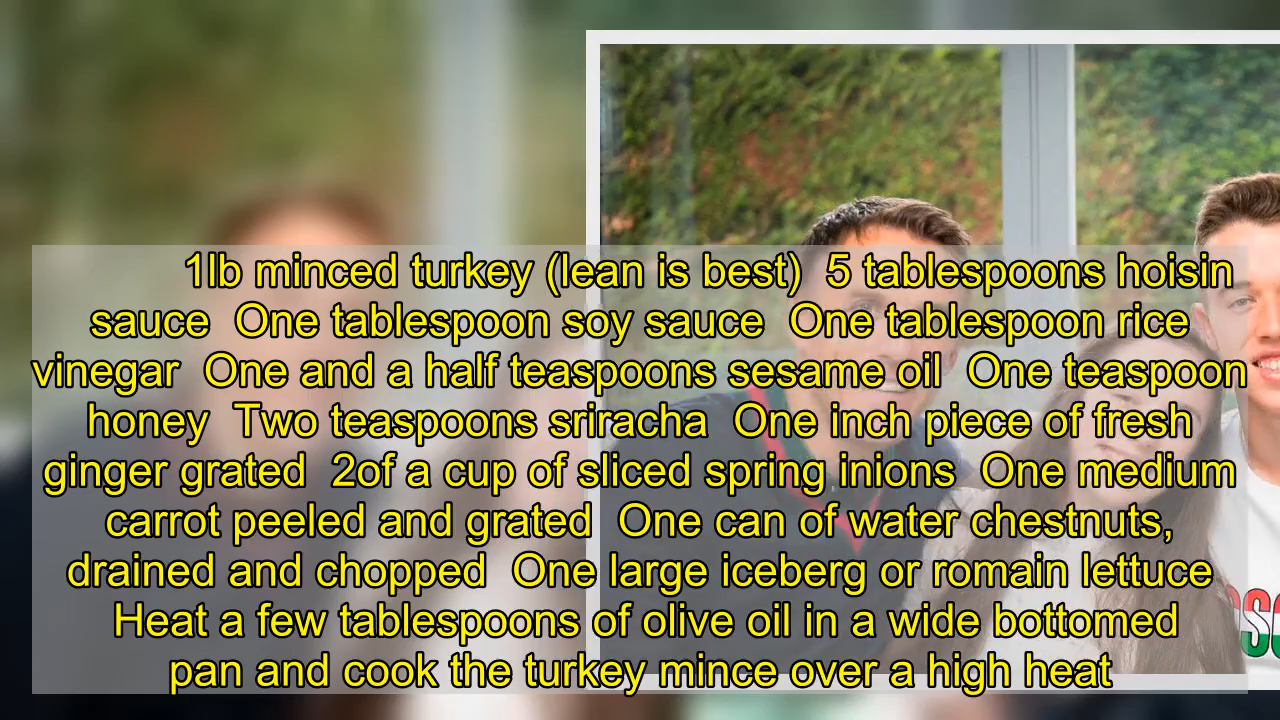 1lb minced turkey (lean is best)  5 tablespoons hoisin
sauce  One tablespoon soy sauce  One tablespoon rice
vinegar  One and a half teaspoons sesame oil  One teaspoon
honey  Two teaspoons sriracha  One inch piece of fresh
ginger grated  2of a cup of sliced spring inions  One medium
carrot peeled and grated  One can of water chestnuts,
drained and chopped  One large iceberg or romain lettuce
Heat a few tablespoons of olive oil in a wide bottomed
pan and cook the turkey mince over a high heat